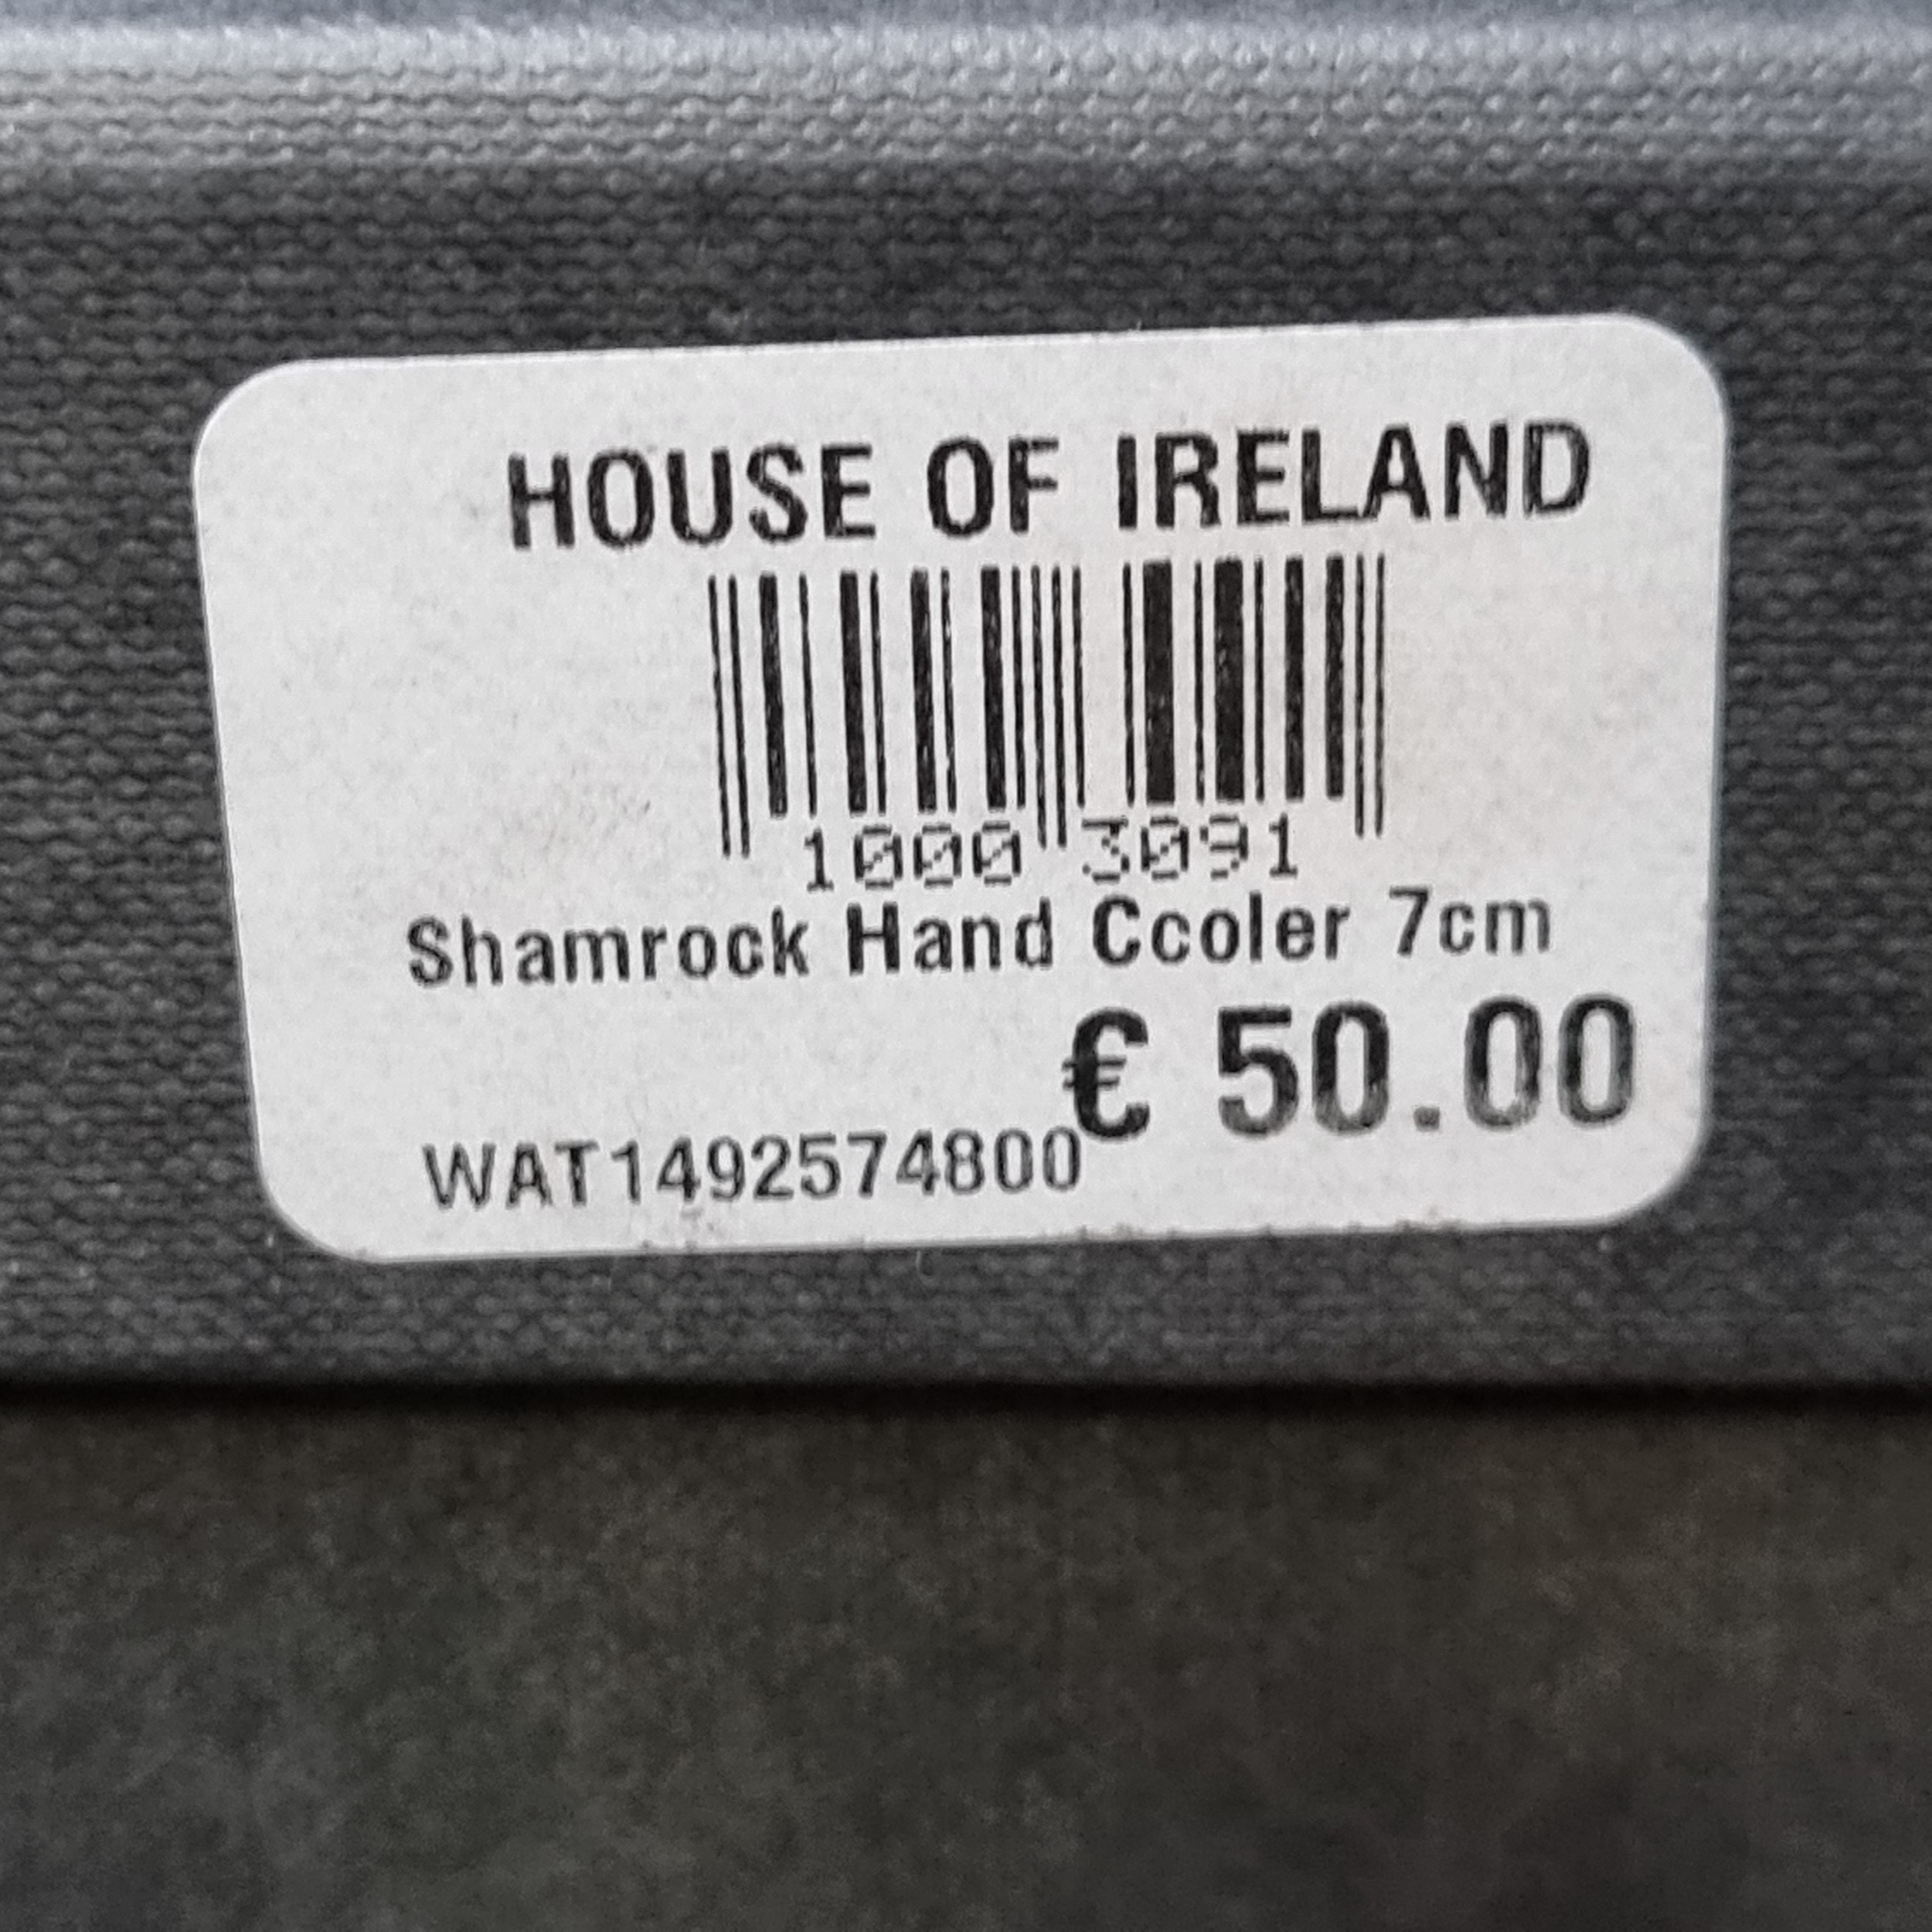 HOUSE OF IRELAND
1000 3091
Shamrock Hand Ccoler 7cm
€ 50.00
WAT1492574800